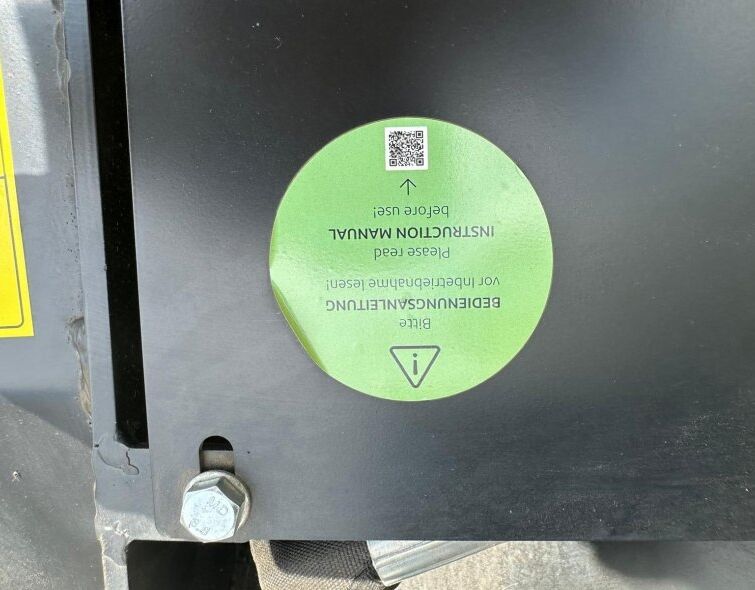 Bitte
BEDIENUNGSANLEITUNG
vor Inbetriebnahme lesen!
Please read
INSTRUCTION MANUAL
before use!